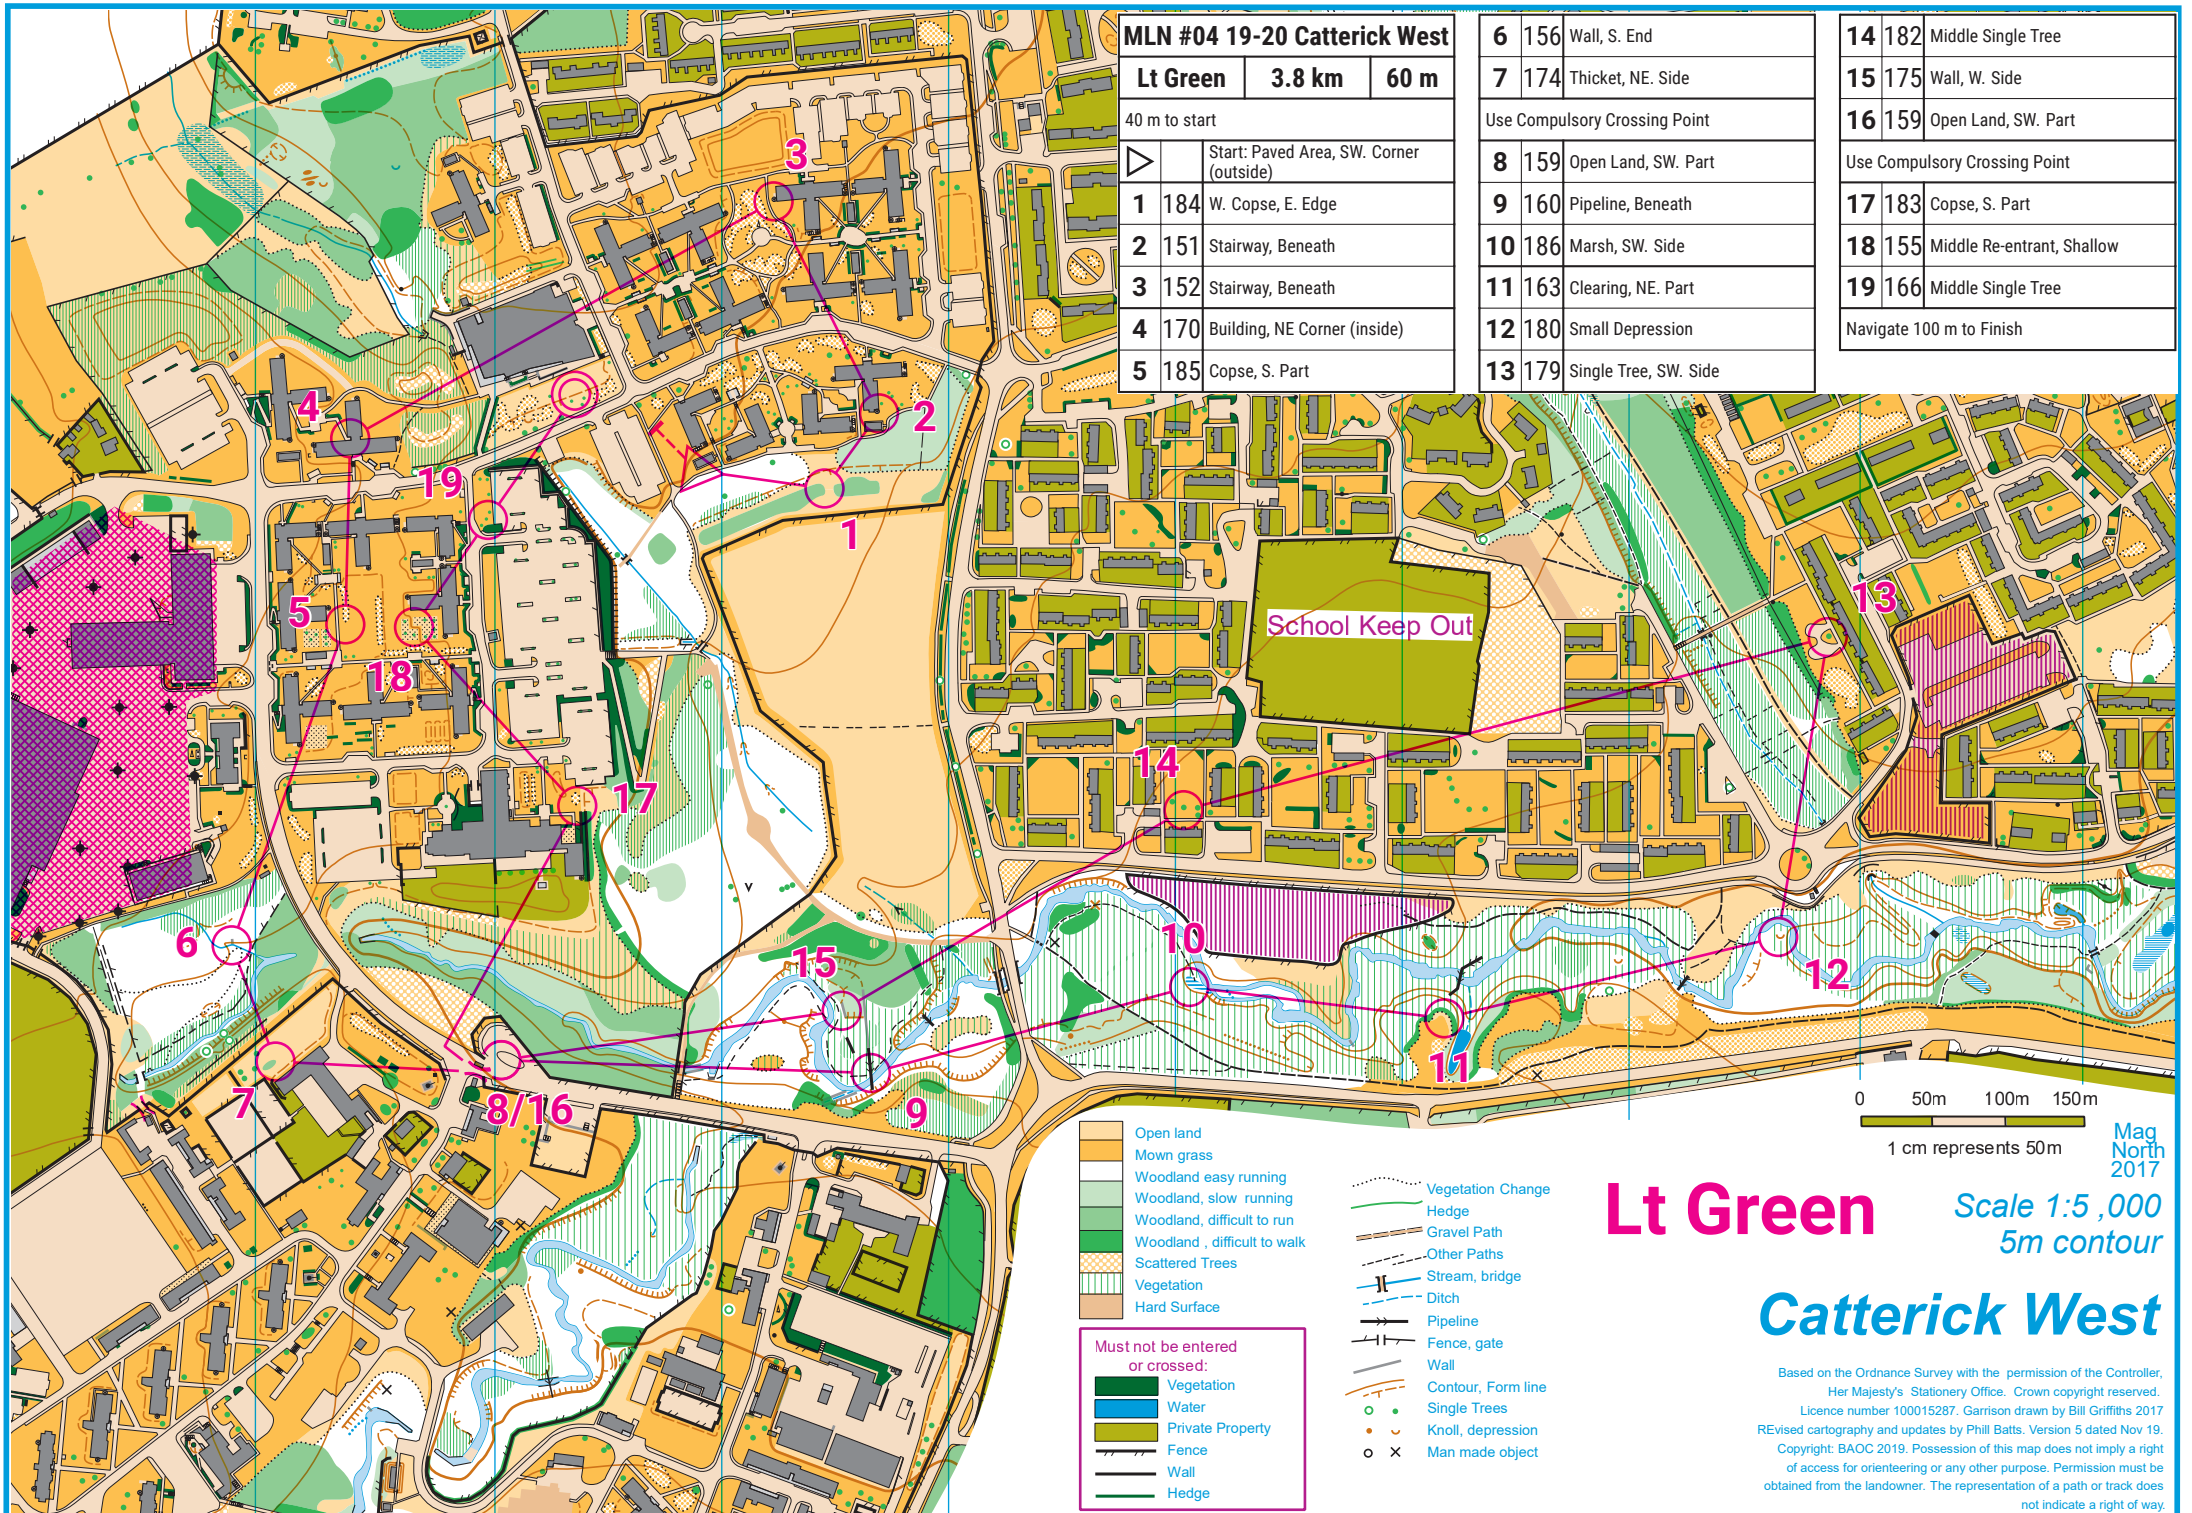 MLN #04 19-20 Catterick West
Lt Green 3.8 km 60 m
40 m to start
Start: Paved Area, SW. Corner
(outside)
1 184 W. Copse, E. Edge
2 151 Stairway, Beneath
3 152 Stairway, Beneath
4 170 Building, NE Corner (inside)
5 185 Copse, S. Part
6 156 Wall, S. End
7 174 Thicket, NE. Side
Use Compulsory Crossing Point
8 159 Open Land, SW. Part
9 160 Pipeline, Beneath
10 186 Marsh, SW. Side
11 163 Clearing, NE. Part
12 180 Small Depression
13 179 Single Tree, SW. Side
14 182 Middle Single Tree
15 175 Wall, W. Side
16 159 Open Land, SW. Part
Use Compulsory Crossing Point
17 183 Copse, S. Part
18 155 Middle Re-entrant, Shallow
19 166 Middle Single Tree
Navigate 100 m to Finish
3
4
2
19
1
5
13
School Keep Out
18
14
17
6
10
15
12
11
7
8/16
9
0 50m 100m 150m
1 cm represents 50m
Mag
North
2017
Lt Green
Scale 1:5 ,000
5m contour
Catterick West
Open land
Mown grass
Woodland easy running
Woodland, slow running
Woodland, difficult to run
Woodland , difficult to walk
Scattered Trees
Vegetation
Hard Surface
Must not be entered
or crossed:
Vegetation
Water
Private Property
Fence
Wall
Hedge
Vegetation Change
Hedge
Gravel Path
Other Paths
Stream, bridge
Ditch
Pipeline
Fence, gate
Wall
Contour, Form line
Single Trees
Knoll, depression
Man made object
Based on the Ordnance Survey with the permission of the Controller,
Her Majesty's Stationery Office. Crown copyright reserved.
Licence number 100015287. Garrison drawn by Bill Griffiths 2017
REvised cartography and updates by Phill Batts. Version 5 dated Nov 19.
Copyright: BAOC 2019. Possession of this map does not imply a right
of access for orienteering or any other purpose. Permission must be
obtained from the landowner. The representation of a path or track does
not indicate a right of way.